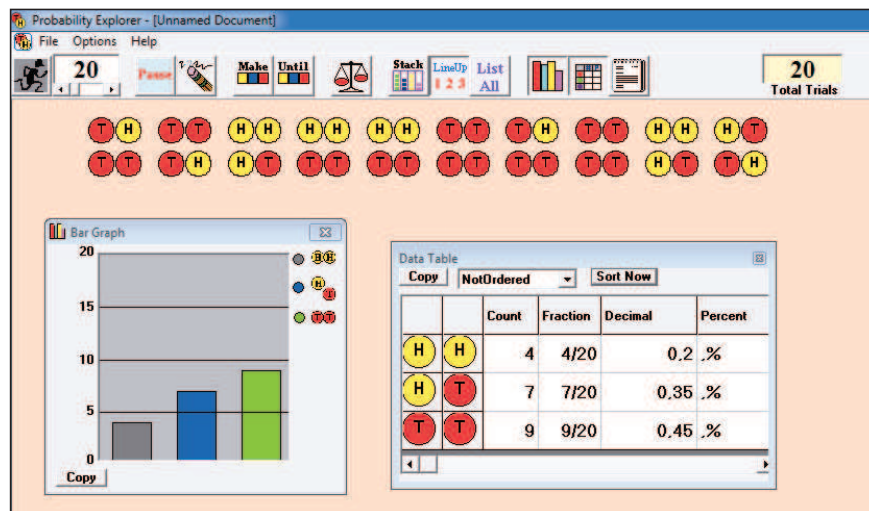 Probability Explorer - [Unnamed Document]
File Options Help
20 Pause Make Until Stack LineUp 1 2 3 List All 20 Total Trials
T H T T H H H H H H T T T H T T H H H T
T T T H H T T T T T T T T T T T H T T H
Bar Graph
20
15
10
5
0
Copy
H H
H T
T T
Data Table
Copy NotOrdered Sort Now
Count Fraction Decimal Percent
H H 4 4/20 0.2 .%
H T 7 7/20 0.35 .%
T T 9 9/20 0.45 .%